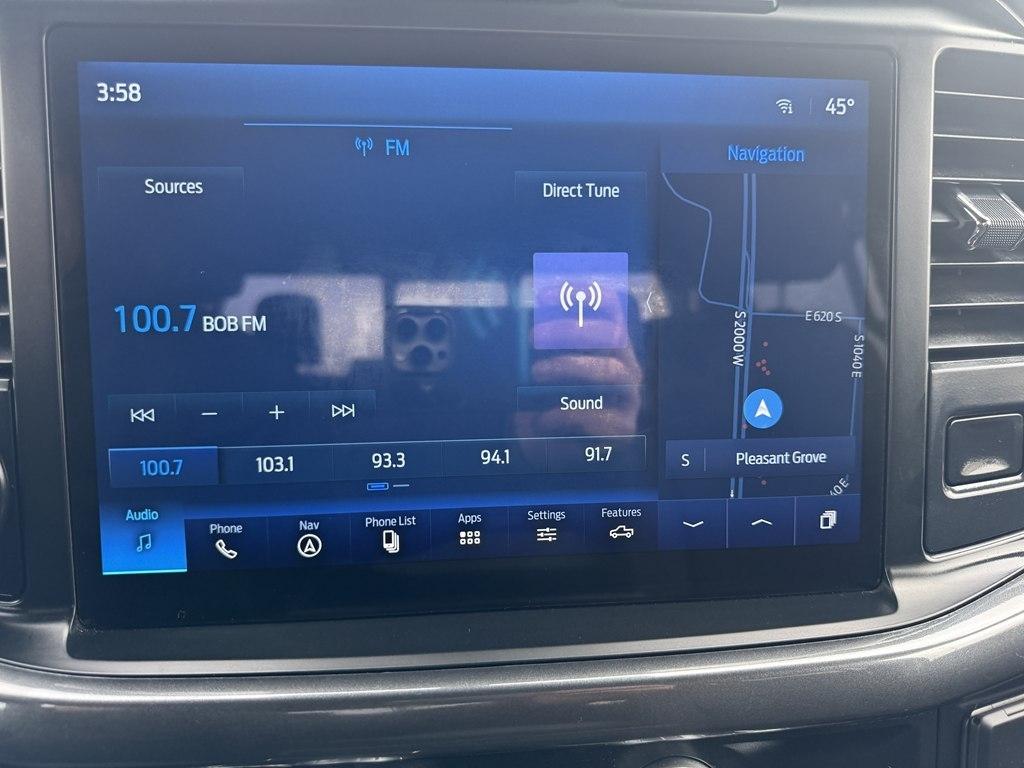 3:58
45°
FM
Navigation
Sources
Direct Tune
100.7 BOB FM
S 2000 W
E 620 S
S 1040 E
Sound
100.7
103.1
93.3
94.1
91.7
S
Pleasant Grove
Audio
Phone
Nav
Phone List
Apps
Settings
Features